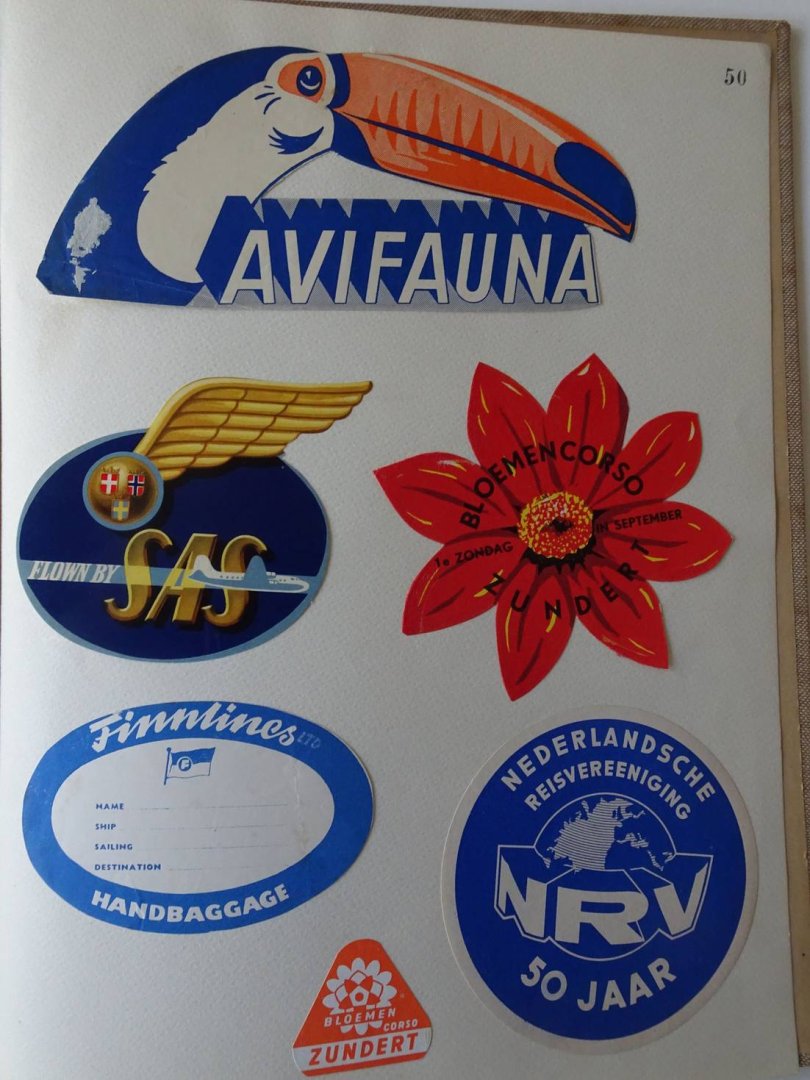 50
AVIFAUNA
FLOWN BY SAS
BLOEMENCORSO
1e ZONDAG IN SEPTEMBER
ZUNDERT
Finnlines LTD
F
NAME
SHIP
SAILING
DESTINATION
HANDBAGGAGE
NEDERLANDSCHE
REISVEREENIGING
NRV
50 JAAR
BLOEMEN
CORSO
ZUNDERT